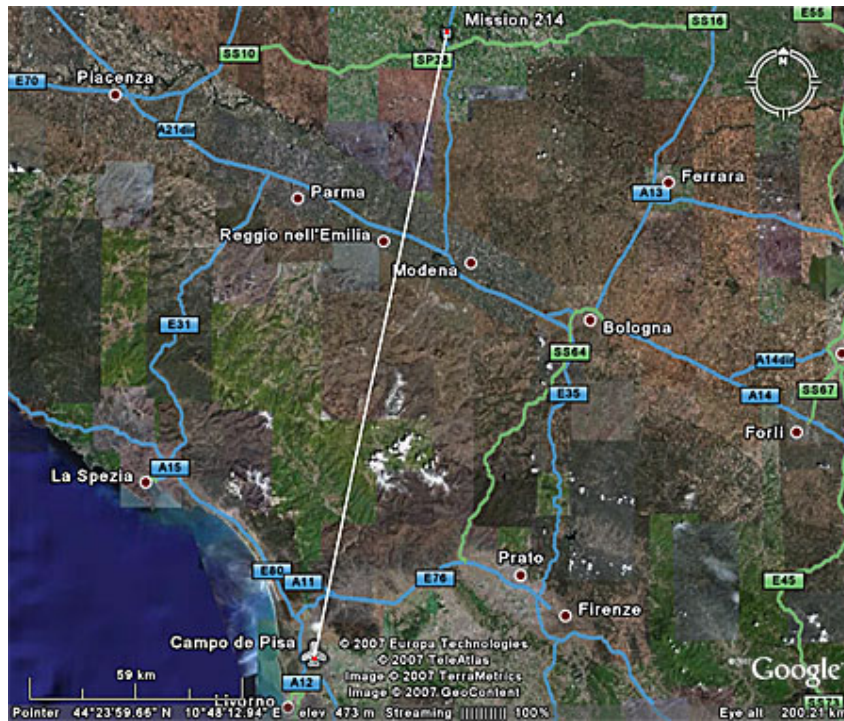 Mission 214
SS16
E55
SS10
SP38
E70
Piacenza
A21dir
Parma
Ferrara
A13
Reggio nell'Emilia
Modena
E31
Bologna
SS64
A14dir
E35
A14
SS67
Forli
A15
La Spezia
Prato
E80
A11
E76
E45
Firenze
Campo de Pisa
© 2007 Europa Technologies
© 2007 TeleAtlas
Image © 2007 TerraMetrics
Image © 2007 GeoContent
59 km
Google
A12
Livorno
SS73
Pointer 44°23'59.66" N 10°48'12.94" E elev 473 m Streaming |||||||||| 100% Eye alt 200.21 km